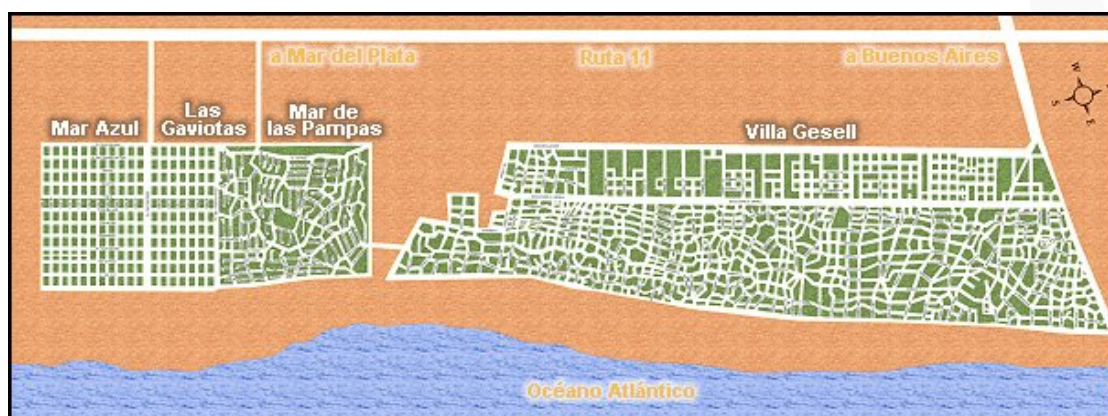 a Mar del Plata
Ruta 11
a Buenos Aires
W
S
E
Mar Azul
Las
Gaviotas
Mar de
las Pampas
Villa Gesell
Océano Atlántico